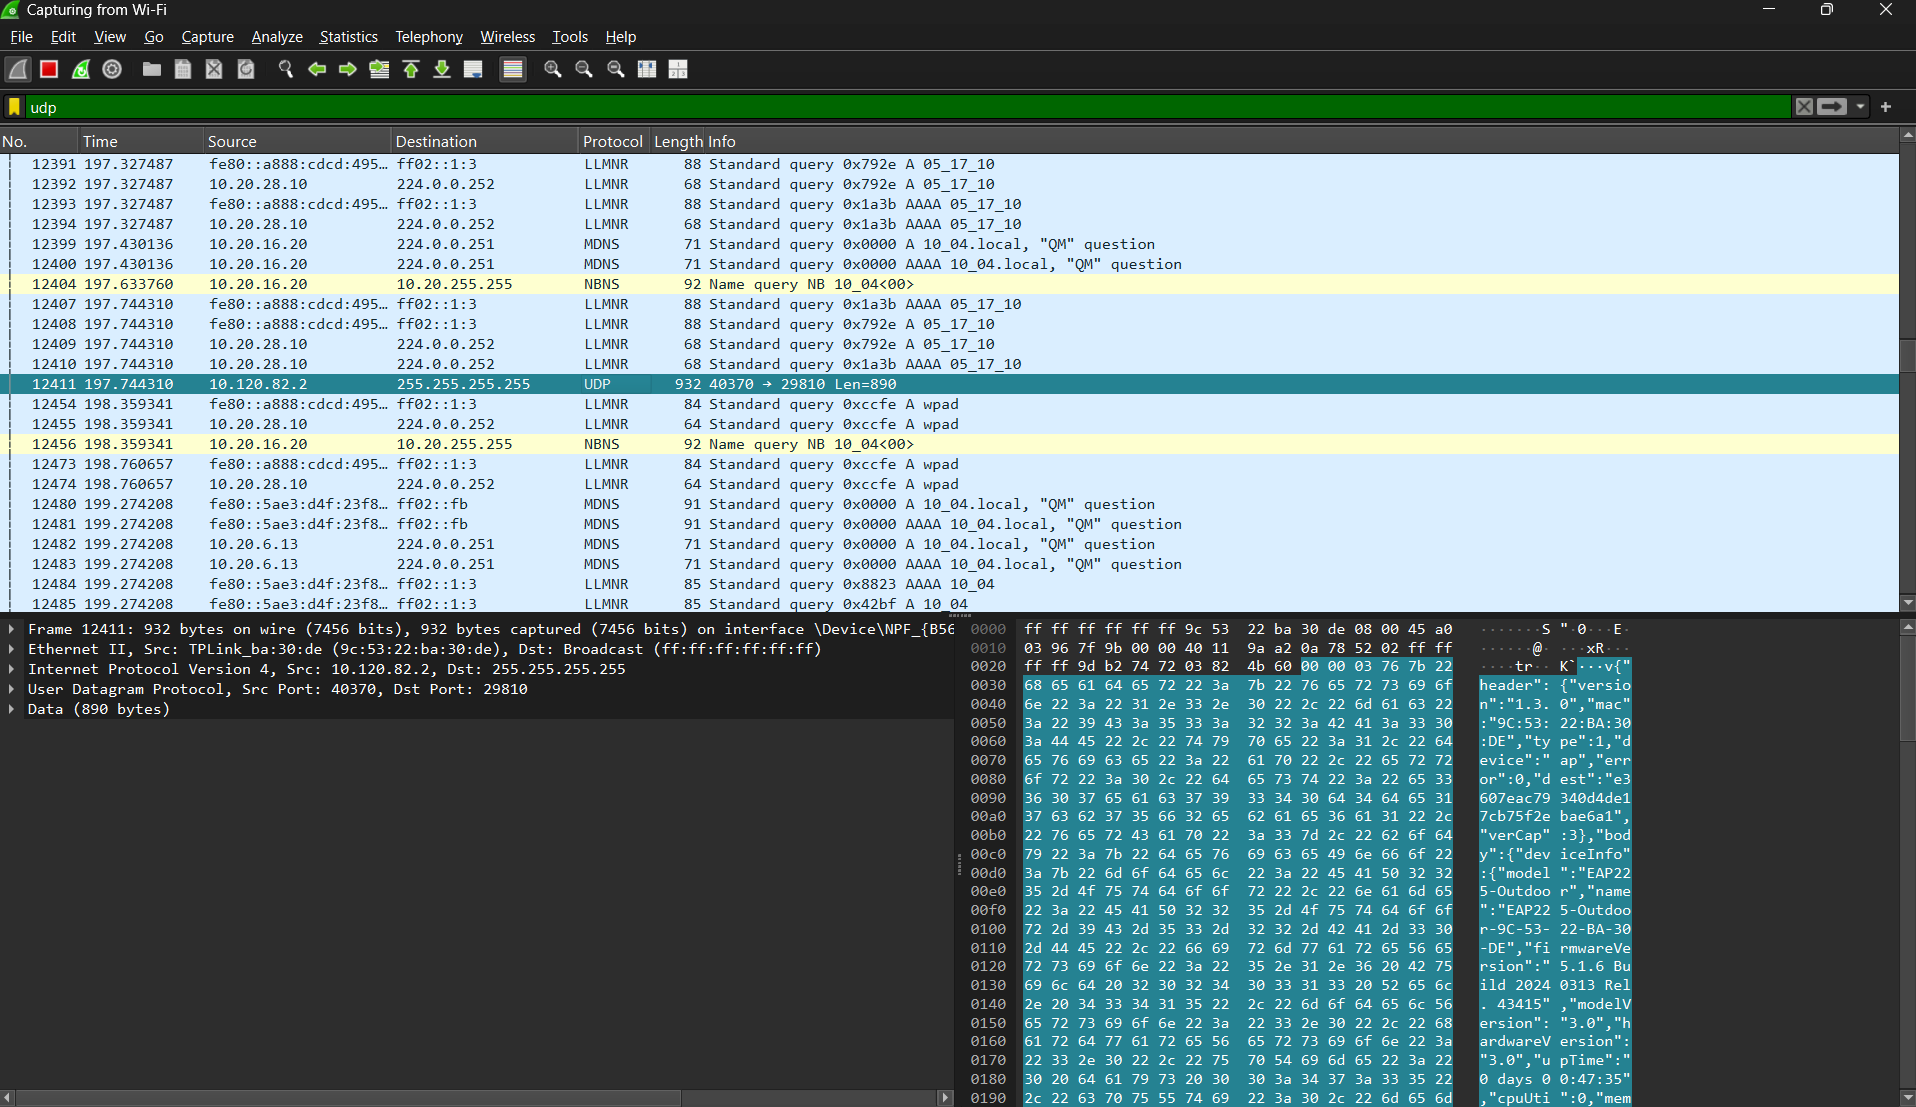 Capturing from Wi-Fi
File Edit View Go Capture Analyze Statistics Telephony Wireless Tools Help
udp
No. Time Source Destination Protocol Length Info
12391 197.327487 fe80::a888:cdcd:495… ff02::1:3 LLMNR 88 Standard query 0x792e A 05_17_10
12392 197.327487 10.20.28.10 224.0.0.252 LLMNR 68 Standard query 0x792e A 05_17_10
12393 197.327487 fe80::a888:cdcd:495… ff02::1:3 LLMNR 88 Standard query 0x1a3b AAAA 05_17_10
12394 197.327487 10.20.28.10 224.0.0.252 LLMNR 68 Standard query 0x1a3b AAAA 05_17_10
12399 197.430136 10.20.16.20 224.0.0.251 MDNS 71 Standard query 0x0000 A 10_04.local, "QM" question
12400 197.430136 10.20.16.20 224.0.0.251 MDNS 71 Standard query 0x0000 AAAA 10_04.local, "QM" question
12404 197.633760 10.20.16.20 10.20.255.255 NBNS 92 Name query NB 10_04<00>
12407 197.744310 fe80::a888:cdcd:495… ff02::1:3 LLMNR 88 Standard query 0x1a3b AAAA 05_17_10
12408 197.744310 fe80::a888:cdcd:495… ff02::1:3 LLMNR 88 Standard query 0x792e A 05_17_10
12409 197.744310 10.20.28.10 224.0.0.252 LLMNR 68 Standard query 0x792e A 05_17_10
12410 197.744310 10.20.28.10 224.0.0.252 LLMNR 68 Standard query 0x1a3b AAAA 05_17_10
12411 197.744310 10.120.82.2 255.255.255.255 UDP 932 40370 → 29810 Len=890
12454 198.359341 fe80::a888:cdcd:495… ff02::1:3 LLMNR 84 Standard query 0xccfe A wpad
12455 198.359341 10.20.28.10 224.0.0.252 LLMNR 64 Standard query 0xccfe A wpad
12456 198.359341 10.20.16.20 10.20.255.255 NBNS 92 Name query NB 10_04<00>
12473 198.760657 fe80::a888:cdcd:495… ff02::1:3 LLMNR 84 Standard query 0xccfe A wpad
12474 198.760657 10.20.28.10 224.0.0.252 LLMNR 64 Standard query 0xccfe A wpad
12480 199.274208 fe80::5ae3:d4f:23f8… ff02::fb MDNS 91 Standard query 0x0000 A 10_04.local, "QM" question
12481 199.274208 fe80::5ae3:d4f:23f8… ff02::fb MDNS 91 Standard query 0x0000 AAAA 10_04.local, "QM" question
12482 199.274208 10.20.6.13 224.0.0.251 MDNS 71 Standard query 0x0000 A 10_04.local, "QM" question
12483 199.274208 10.20.6.13 224.0.0.251 MDNS 71 Standard query 0x0000 AAAA 10_04.local, "QM" question
12484 199.274208 fe80::5ae3:d4f:23f8… ff02::1:3 LLMNR 85 Standard query 0x8823 AAAA 10_04
12485 199.274208 fe80::5ae3:d4f:23f8… ff02::1:3 LLMNR 85 Standard query 0x42bf A 10_04
Frame 12411: 932 bytes on wire (7456 bits), 932 bytes captured (7456 bits) on interface \Device\NPF_{B56
Ethernet II, Src: TPLink_ba:30:de (9c:53:22:ba:30:de), Dst: Broadcast (ff:ff:ff:ff:ff:ff)
Internet Protocol Version 4, Src: 10.120.82.2, Dst: 255.255.255.255
User Datagram Protocol, Src Port: 40370, Dst Port: 29810
Data (890 bytes)
0000 ff ff ff ff ff ff 9c 53 22 ba 30 de 08 00 45 a0 ·······S "·0···E·
0010 03 96 7f 9b 00 00 40 11 9a a2 0a 78 52 02 ff ff ······@· ···xR···
0020 ff ff 9d b2 74 72 03 82 4b 60 00 00 03 76 7b 22 ····tr·· K`···v{"
0030 68 65 61 64 65 72 22 3a 7b 22 76 65 72 73 69 6f header": {"versio
0040 6e 22 3a 22 31 2e 33 2e 30 22 2c 22 6d 61 63 22 n":"1.3. 0","mac"
0050 3a 22 39 43 3a 35 33 3a 32 32 3a 42 41 3a 33 30 :"9C:53: 22:BA:30
0060 3a 44 45 22 2c 22 74 79 70 65 22 3a 31 2c 22 64 :DE","ty pe":1,"d
0070 65 76 69 63 65 22 3a 22 61 70 22 2c 22 65 72 72 evice":" ap","err
0080 6f 72 22 3a 30 2c 22 64 65 73 74 22 3a 22 65 33 or":0,"d est":"e3
0090 36 30 37 65 61 63 37 39 33 34 30 64 34 64 65 31 607eac79 340d4de1
00a0 37 63 62 37 35 66 32 65 62 61 65 36 61 31 22 2c 7cb75f2e bae6a1",
00b0 22 76 65 72 43 61 70 22 3a 33 7d 2c 22 62 6f 64 "verCap" :3},"bod
00c0 79 22 3a 7b 22 64 65 76 69 63 65 49 6e 66 6f 22 y":{"dev iceInfo"
00d0 3a 7b 22 6d 6f 64 65 6c 22 3a 22 45 41 50 32 32 :{"model ":"EAP22
00e0 35 2d 4f 75 74 64 6f 6f 72 22 2c 22 6e 61 6d 65 5-Outdoo r","name
00f0 22 3a 22 45 41 50 32 32 35 2d 4f 75 74 64 6f 6f ":"EAP22 5-Outdoo
0100 72 2d 39 43 2d 35 33 2d 32 32 2d 42 41 2d 33 30 r-9C-53- 22-BA-30
0110 2d 44 45 22 2c 22 66 69 72 6d 77 61 72 65 56 65 -DE","fi rmwareVe
0120 72 73 69 6f 6e 22 3a 22 35 2e 31 2e 36 20 42 75 rsion":" 5.1.6 Bu
0130 69 6c 64 20 32 30 32 34 30 33 31 33 20 52 65 6c ild 2024 0313 Rel
0140 2e 20 34 33 34 31 35 22 2c 22 6d 6f 64 65 6c 56 . 43415" ,"modelV
0150 65 72 73 69 6f 6e 22 3a 22 33 2e 30 22 2c 22 68 ersion": "3.0","h
0160 61 72 64 77 61 72 65 56 65 72 73 69 6f 6e 22 3a ardwareV ersion":
0170 22 33 2e 30 22 2c 22 75 70 54 69 6d 65 22 3a 22 "3.0","u pTime":"
0180 30 20 64 61 79 73 20 30 30 3a 34 37 3a 33 35 22 0 days 0 0:47:35"
0190 2c 22 63 70 75 55 74 69 22 3a 30 2c 22 6d 65 6d ,"cpuUti ":0,"mem